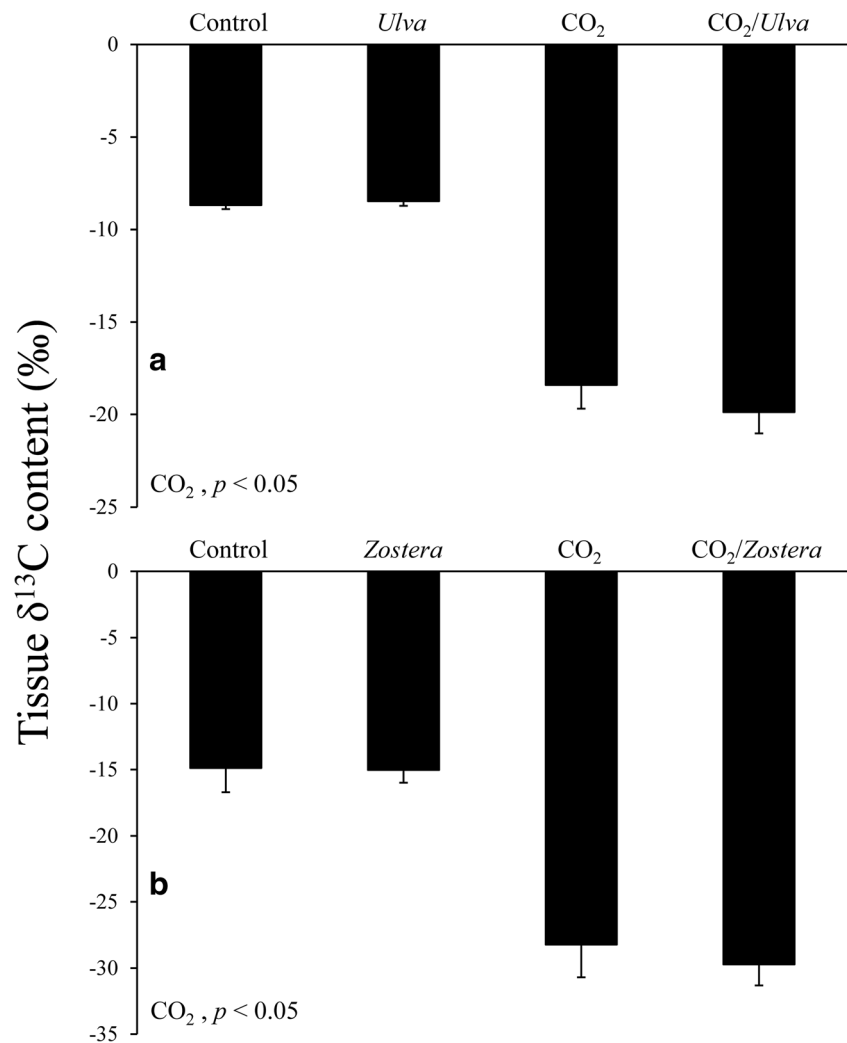 Tissue δ¹³C content (‰)
Control Ulva CO₂ CO₂/Ulva
0
-5
-10
-15
-20
-25
a
CO₂ , p < 0.05
Control Zostera CO₂ CO₂/Zostera
0
-5
-10
-15
-20
-25
-30
-35
b
CO₂ , p < 0.05